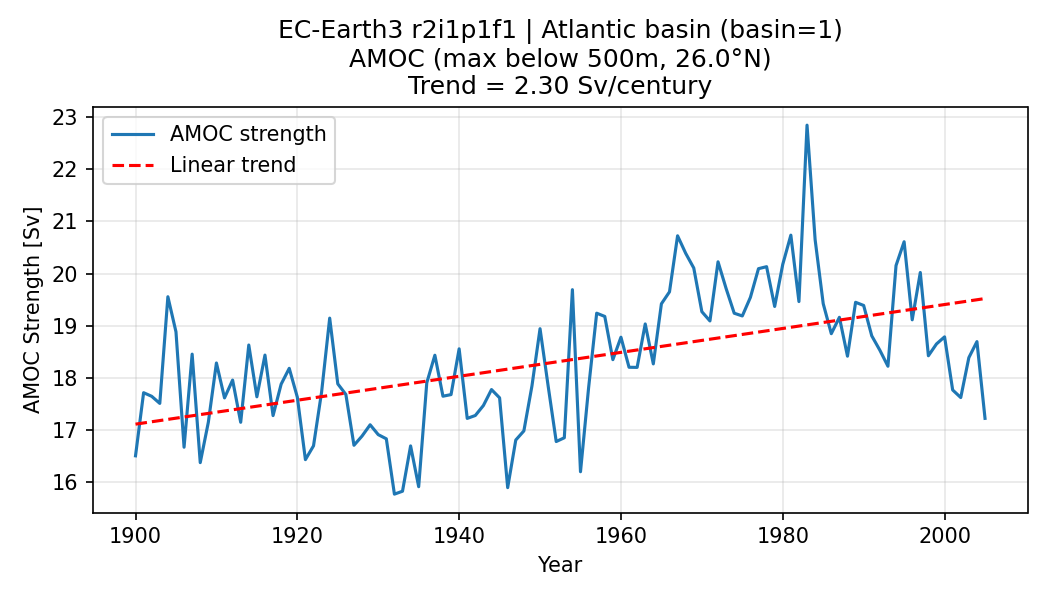 EC-Earth3 r2i1p1f1 | Atlantic basin (basin=1)
AMOC (max below 500m, 26.0°N)
Trend = 2.30 Sv/century
AMOC strength
Linear trend
AMOC Strength [Sv]
23
22
21
20
19
18
17
16
1900
1920
1940
1960
1980
2000
Year